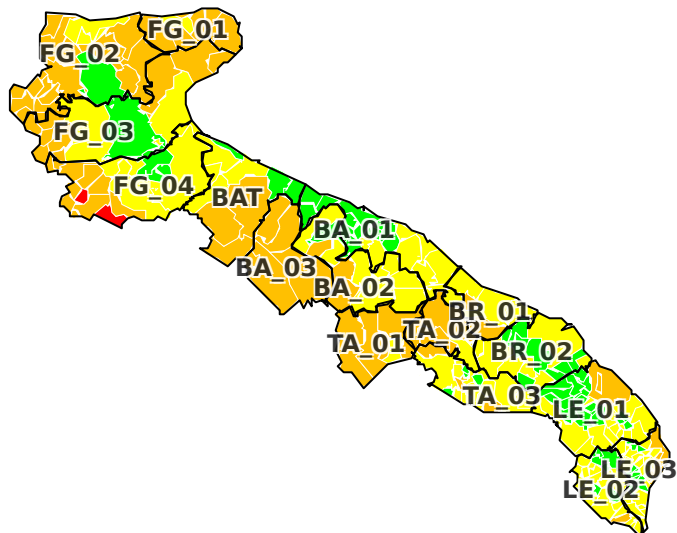 FG_01
FG_02
FG_03
FG_04
BAT
BA_01
BA_03
BA_02
BR_01
TA_02
TA_01
BR_02
TA_03
LE_01
LE_03
LE_02